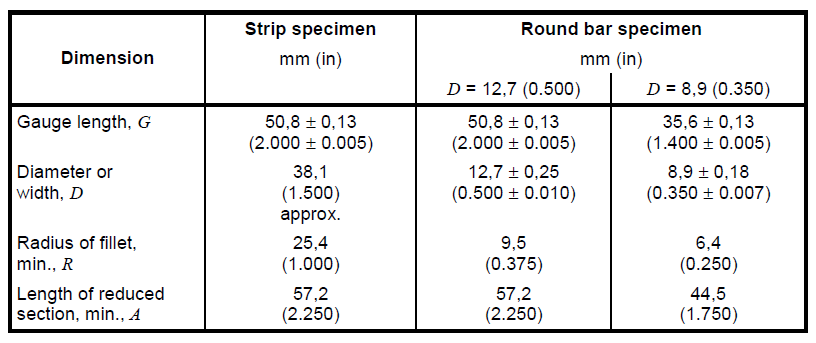 Dimension
Strip specimen
mm (in)
Round bar specimen
mm (in)
D = 12,7 (0.500)
D = 8,9 (0.350)
Gauge length, G
50,8 ± 0,13
(2.000 ± 0.005)
50,8 ± 0,13
(2.000 ± 0.005)
35,6 ± 0,13
(1.400 ± 0.005)
Diameter or
width, D
38,1
(1.500)
approx.
12,7 ± 0,25
(0.500 ± 0.010)
8,9 ± 0,18
(0.350 ± 0.007)
Radius of fillet,
min., R
25,4
(1.000)
9,5
(0.375)
6,4
(0.250)
Length of reduced
section, min., A
57,2
(2.250)
57,2
(2.250)
44,5
(1.750)